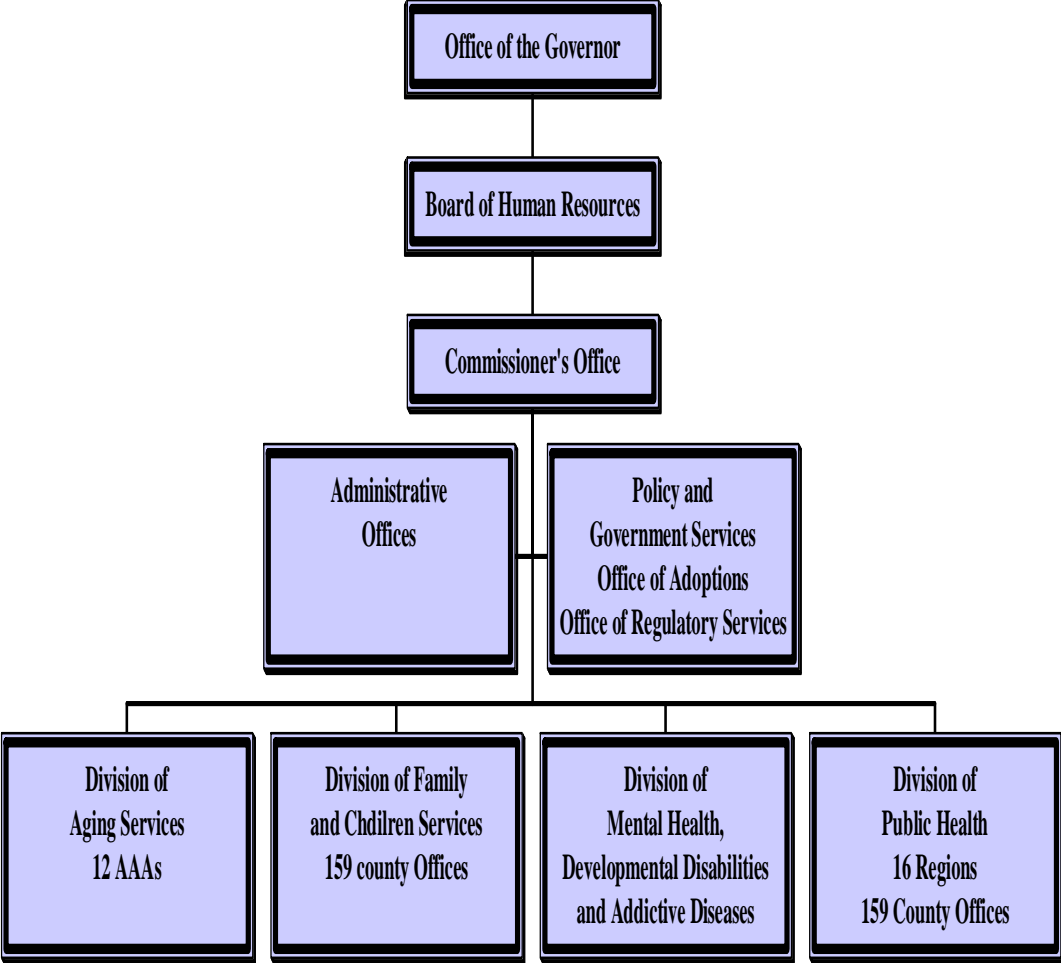 Office of the Governor
Board of Human Resources
Commissioner's Office
Administrative
Offices
Policy and
Government Services
Office of Adoptions
Office of Regulatory Services
Division of
Aging Services
12 AAAs
Division of Family
and Chdilren Services
159 county Offices
Division of
Mental Health,
Developmental Disabilities
and Addictive Diseases
Division of
Public Health
16 Regions
159 County Offices